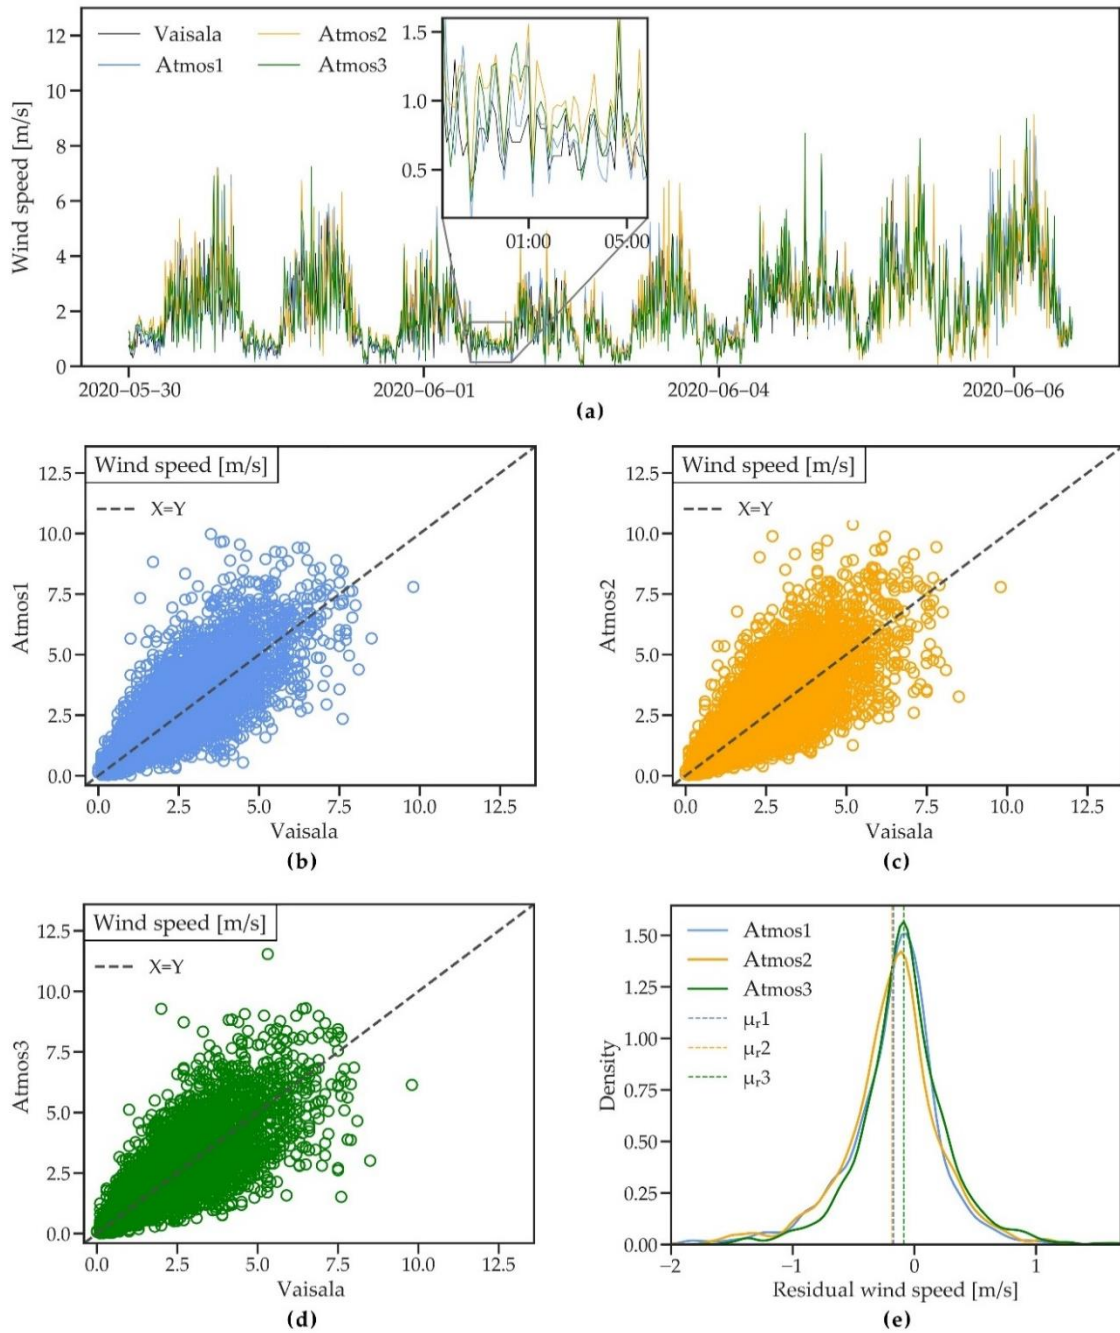 12
10
8
6
4
2
0
Wind speed [m/s]
Vaisala
Atmos1
Atmos2
Atmos3
1.5
1.0
0.5
01:00
05:00
2020-05-30
2020-06-01
2020-06-04
2020-06-06
(a)
Wind speed [m/s]
X=Y
12.5
10.0
7.5
5.0
2.5
0.0
Atmos1
0.0 2.5 5.0 7.5 10.0 12.5
Vaisala
(b)
Wind speed [m/s]
X=Y
12.5
10.0
7.5
5.0
2.5
0.0
Atmos2
0.0 2.5 5.0 7.5 10.0 12.5
Vaisala
(c)
Wind speed [m/s]
X=Y
12.5
10.0
7.5
5.0
2.5
0.0
Atmos3
0.0 2.5 5.0 7.5 10.0 12.5
Vaisala
(d)
Atmos1
Atmos2
Atmos3
μr1
μr2
μr3
1.50
1.25
1.00
0.75
0.50
0.25
0.00
Density
−2 −1 0 1
Residual wind speed [m/s]
(e)